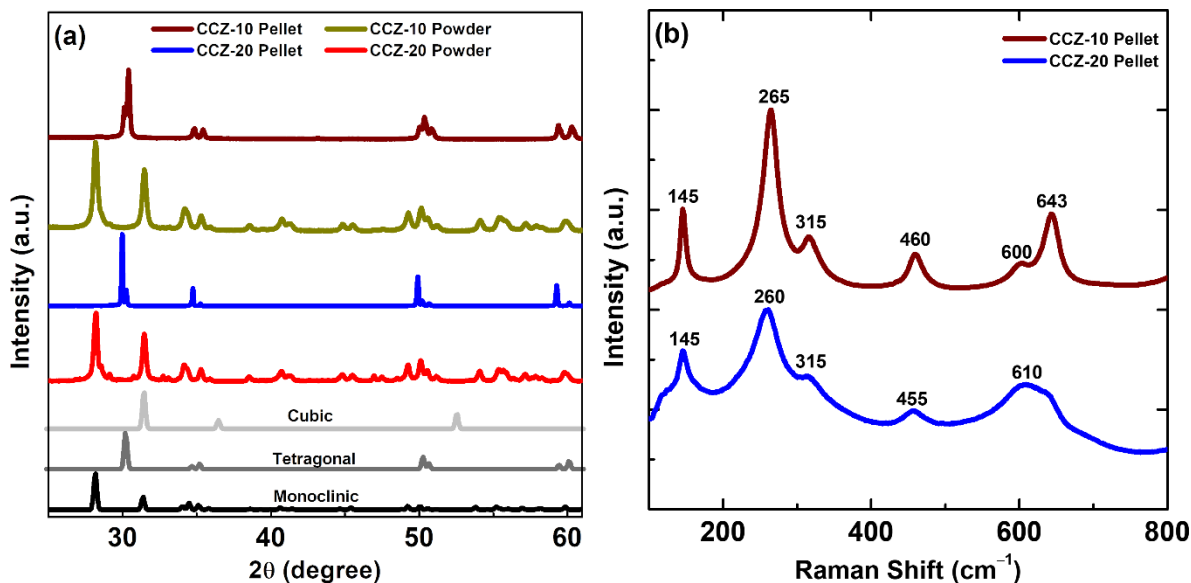 (a)
CCZ-10 Pellet CCZ-10 Powder
CCZ-20 Pellet CCZ-20 Powder
Intensity (a.u.)
Cubic
Tetragonal
Monoclinic
30 40 50 60
2θ (degree)
(b)
CCZ-10 Pellet
CCZ-20 Pellet
Intensity (a.u.)
145 265 315 460 600 643
145 260 315 455 610
200 400 600 800
Raman Shift (cm⁻¹)